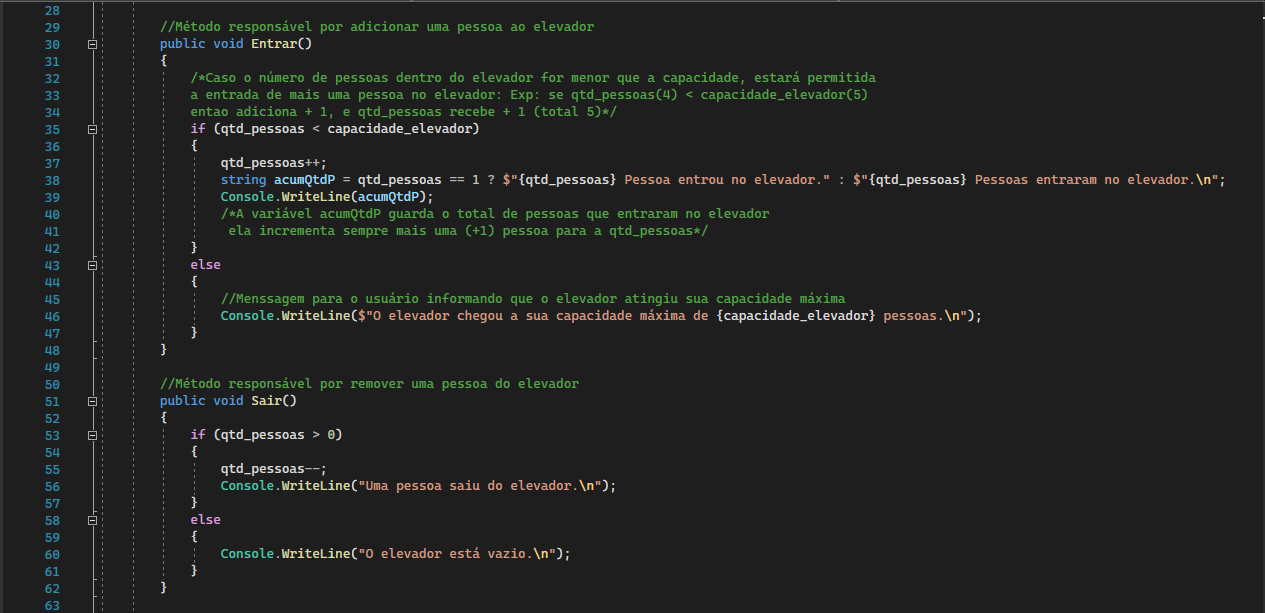 28
29 //Método responsável por adicionar uma pessoa ao elevador
30 public void Entrar()
31 {
32 /*Caso o número de pessoas dentro do elevador for menor que a capacidade, estará permitida
33 a entrada de mais uma pessoa no elevador: Exp: se qtd_pessoas(4) < capacidade_elevador(5)
34 entao adiciona + 1, e qtd_pessoas recebe + 1 (total 5)*/
35 if (qtd_pessoas < capacidade_elevador)
36 {
37 qtd_pessoas++;
38 string acumQtdP = qtd_pessoas == 1 ? $"{qtd_pessoas} Pessoa entrou no elevador." : $"{qtd_pessoas} Pessoas entraram no elevador.\n";
39 Console.WriteLine(acumQtdP);
40 /*A variável acumQtdP guarda o total de pessoas que entraram no elevador
41 ela incrementa sempre mais uma (+1) pessoa para a qtd_pessoas*/
42 }
43 else
44 {
45 //Menssagem para o usuário informando que o elevador atingiu sua capacidade máxima
46 Console.WriteLine($"O elevador chegou a sua capacidade máxima de {capacidade_elevador} pessoas.\n");
47 }
48 }
49
50 //Método responsável por remover uma pessoa do elevador
51 public void Sair()
52 {
53 if (qtd_pessoas > 0)
54 {
55 qtd_pessoas--;
56 Console.WriteLine("Uma pessoa saiu do elevador.\n");
57 }
58 else
59 {
60 Console.WriteLine("O elevador está vazio.\n");
61 }
62 }
63